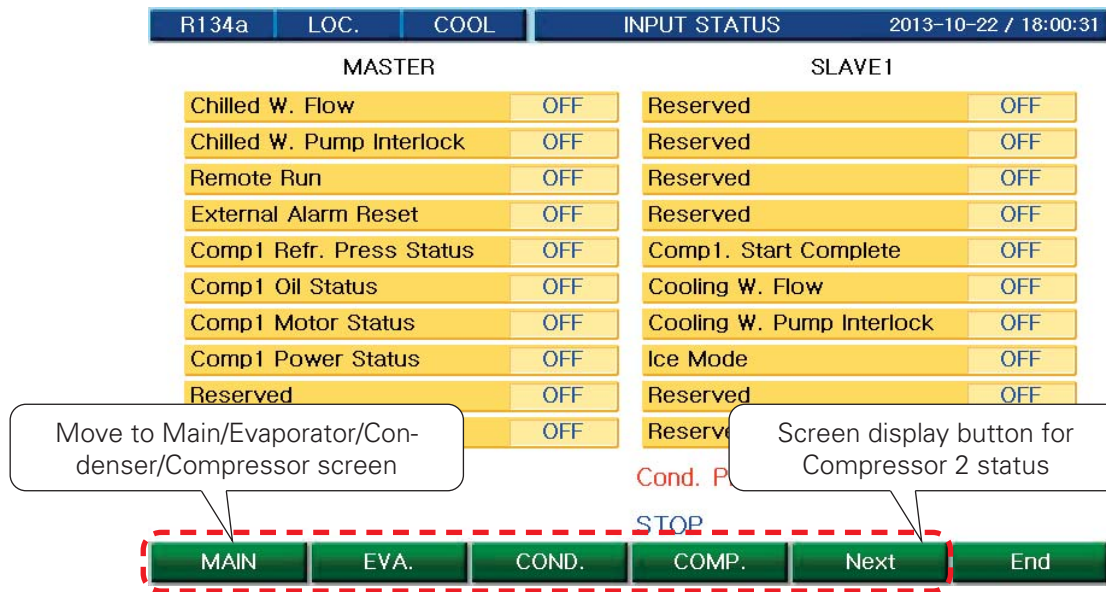 R134a LOC. COOL INPUT STATUS 2013-10-22 / 18:00:31
MASTER SLAVE1
Chilled W. Flow OFF Reserved OFF
Chilled W. Pump Interlock OFF Reserved OFF
Remote Run OFF Reserved OFF
External Alarm Reset OFF Reserved OFF
Comp1 Refr. Press Status OFF Comp1. Start Complete OFF
Comp1 Oil Status OFF Cooling W. Flow OFF
Comp1 Motor Status OFF Cooling W. Pump Interlock OFF
Comp1 Power Status OFF Ice Mode OFF
Reserved OFF Reserved OFF
OFF
Move to Main/Evaporator/Con-
denser/Compressor screen
Screen display button for
Compressor 2 status
Cond.
STOP
MAIN EVA. COND. COMP. Next End